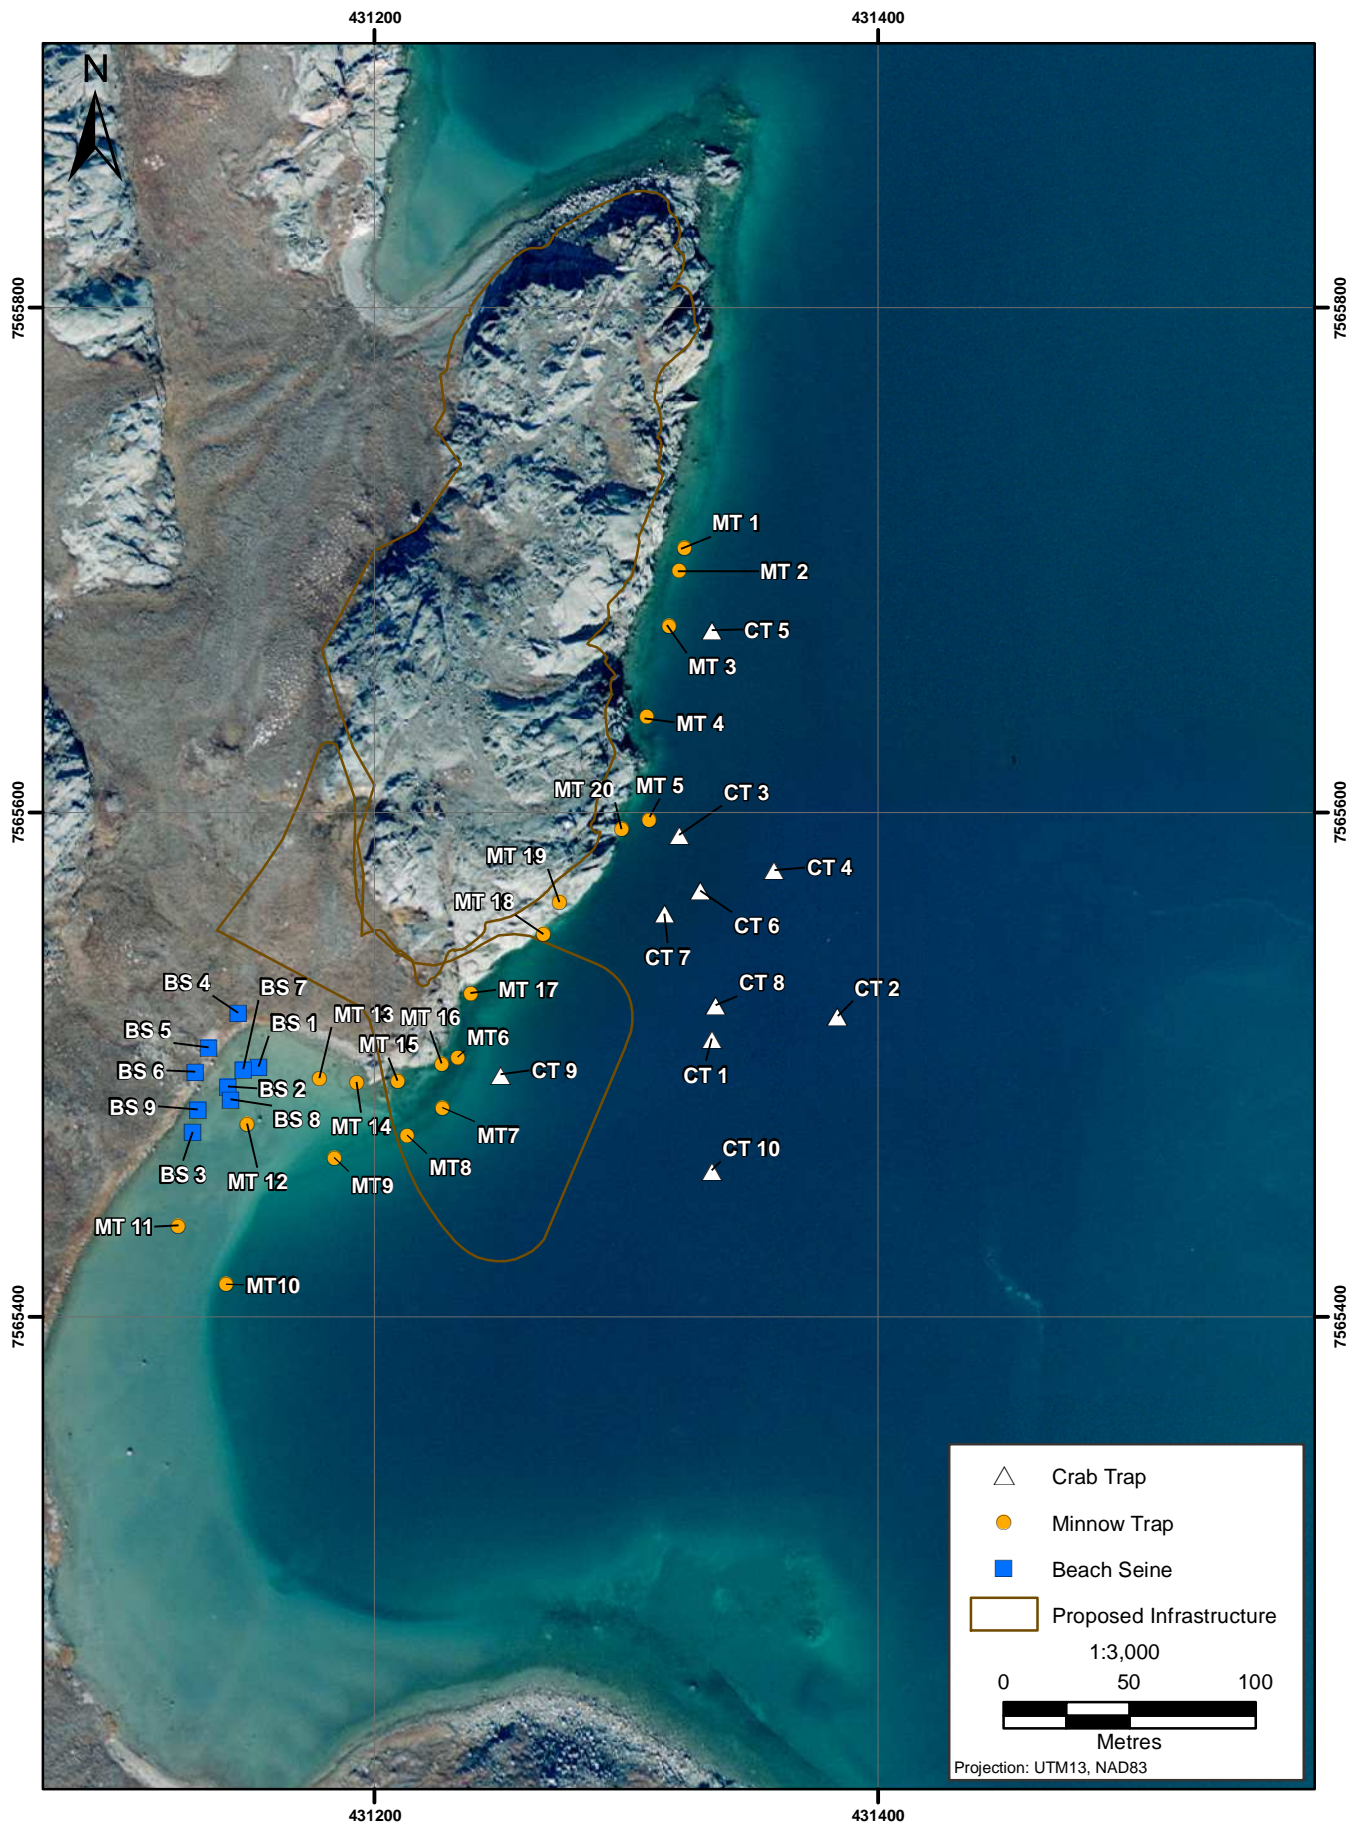 431200
431400
N
7565800
7565800
MT 1
MT 2
CT 5
MT 3
MT 4
MT 20
MT 5
CT 3
7565600
7565600
MT 19
CT 4
MT 18
CT 6
CT 7
BS 4
BS 7
MT 17
CT 8
CT 2
MT 13
MT 16
BS 5
BS 1
MT 15
MT6
BS 6
CT 9
CT 1
BS 2
BS 9
BS 8
MT 14
MT7
CT 10
BS 3
MT 12
MT9
MT8
MT 11
MT10
7565400
7565400
Crab Trap
Minnow Trap
Beach Seine
Proposed Infrastructure
1:3,000
0 50 100
Metres
Projection: UTM13, NAD83
431200
431400